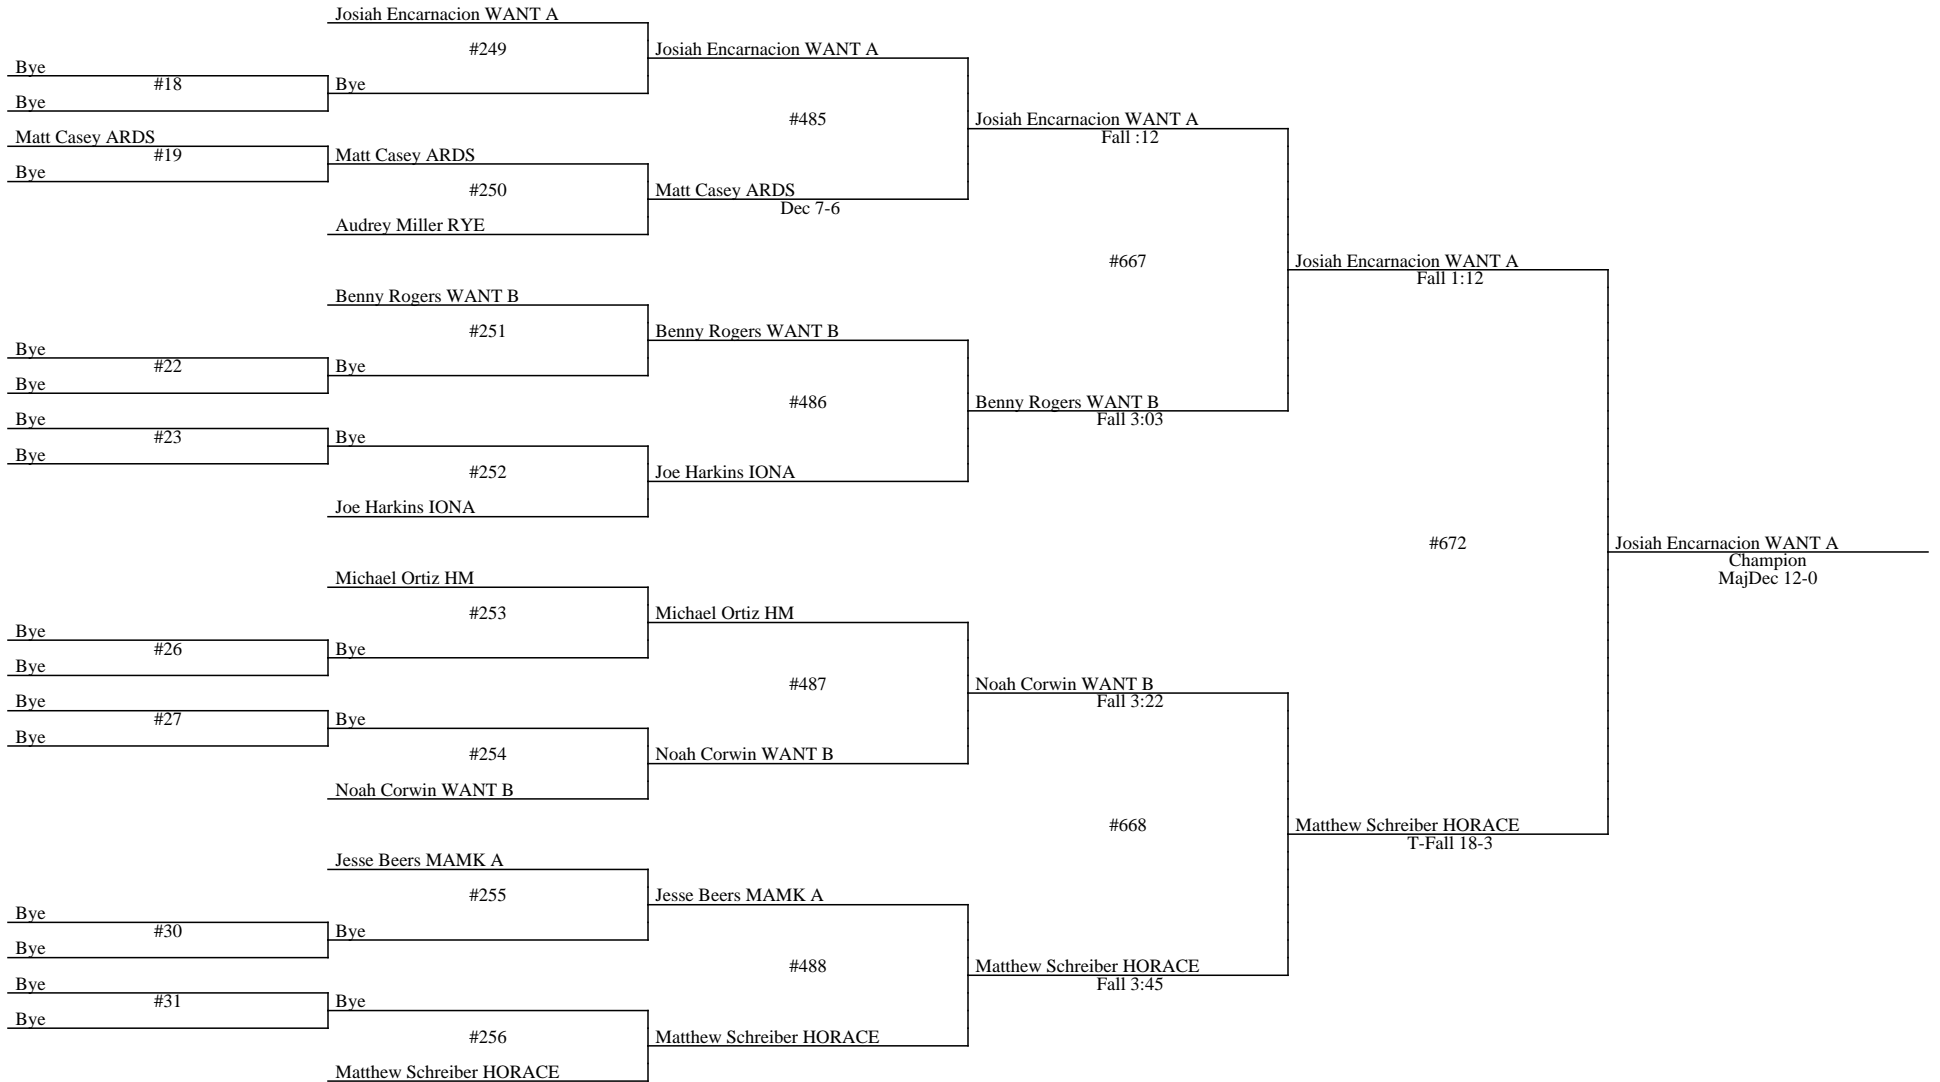 Josiah Encarnacion WANT A
#249
Josiah Encarnacion WANT A
Bye
#18
Bye
Bye
#485
Josiah Encarnacion WANT A
Fall :12
Matt Casey ARDS
#19
Matt Casey ARDS
Bye
#250
Matt Casey ARDS
Dec 7-6
Audrey Miller RYE
#667
Josiah Encarnacion WANT A
Fall 1:12
Benny Rogers WANT B
#251
Benny Rogers WANT B
Bye
#22
Bye
Bye
#486
Benny Rogers WANT B
Fall 3:03
Bye
#23
Bye
Bye
#252
Joe Harkins IONA
Joe Harkins IONA
#672
Josiah Encarnacion WANT A
Champion
MajDec 12-0
Michael Ortiz HM
#253
Michael Ortiz HM
Bye
#26
Bye
Bye
#487
Noah Corwin WANT B
Fall 3:22
Bye
#27
Bye
Bye
#254
Noah Corwin WANT B
Noah Corwin WANT B
#668
Matthew Schreiber HORACE
T-Fall 18-3
Jesse Beers MAMK A
#255
Jesse Beers MAMK A
Bye
#30
Bye
Bye
#488
Matthew Schreiber HORACE
Fall 3:45
Bye
#31
Bye
Bye
#256
Matthew Schreiber HORACE
Matthew Schreiber HORACE